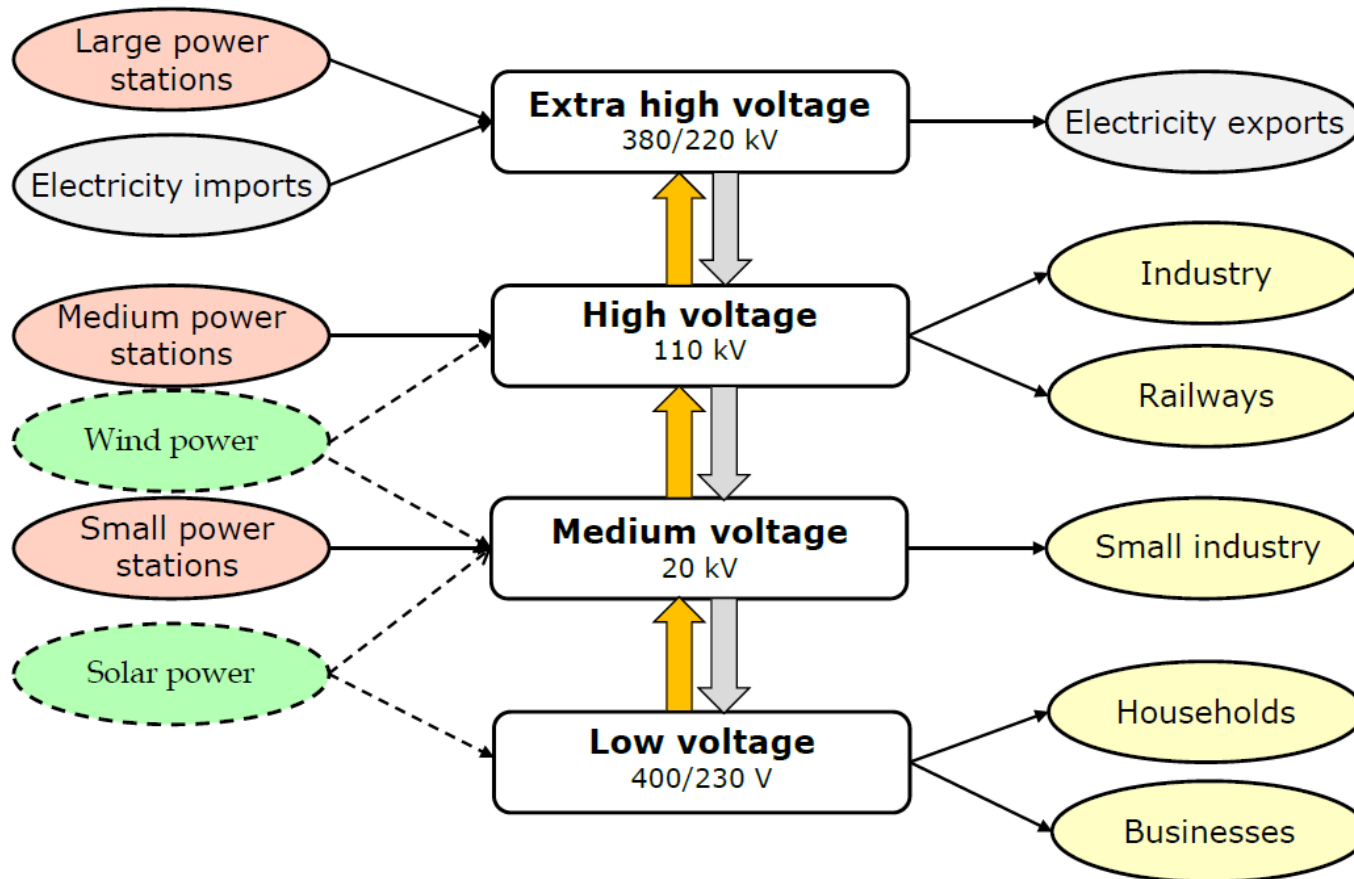 Large power
stations
Electricity imports
Extra high voltage
380/220 kV
Electricity exports
Medium power
stations
Wind power
High voltage
110 kV
Industry
Railways
Small power
stations
Solar power
Medium voltage
20 kV
Small industry
Low voltage
400/230 V
Households
Businesses